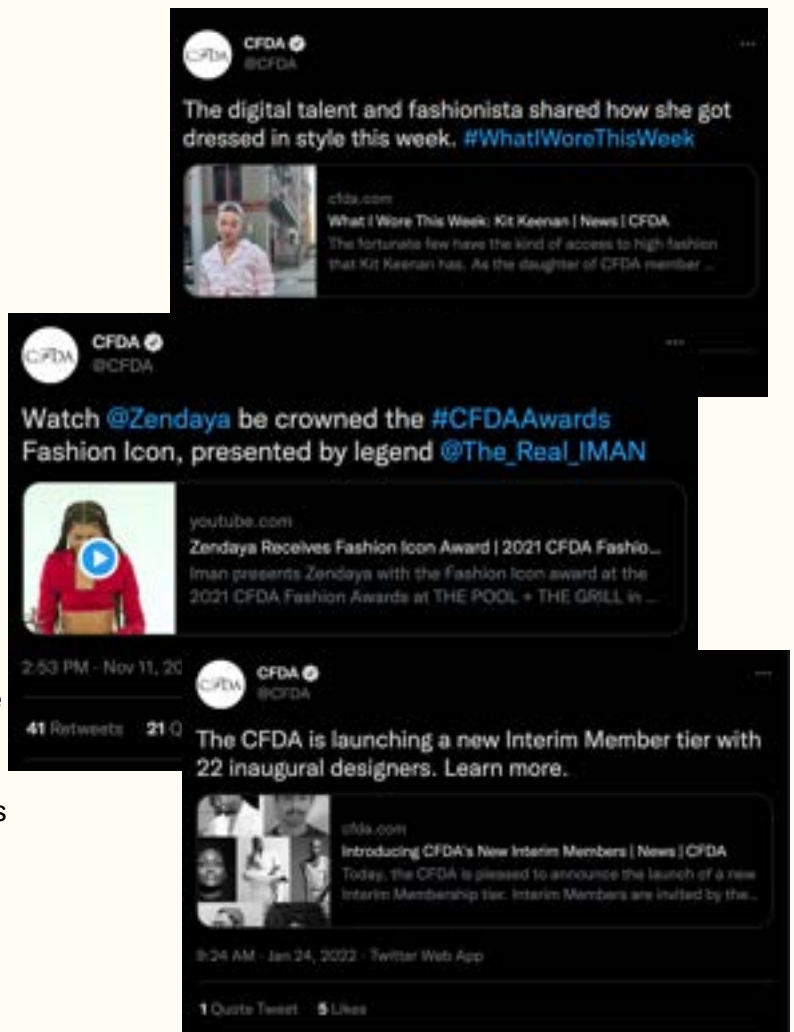 CFDA
CFDA
@CFDA
The digital talent and fashionista shared how she got
dressed in style this week. #WhatIWoreThisWeek
cfda.com
What I Wore This Week: Kit Keenan | News | CFDA
The fortunate few have the kind of access to high fashion
that Kit Keenan has. As the daughter of CFDA member ...
CFDA
CFDA
@CFDA
Watch @Zendaya be crowned the #CFDAAwards
Fashion Icon, presented by legend @The_Real_IMAN
youtube.com
Zendaya Receives Fashion Icon Award | 2021 CFDA Fashio...
Iman presents Zendaya with the Fashion Icon award at the
2021 CFDA Fashion Awards at THE POOL + THE GRILL in ...
2:53 PM · Nov 11, 20
41 Retweets 21 Q
s
CFDA
CFDA
@CFDA
The CFDA is launching a new Interim Member tier with
22 inaugural designers. Learn more.
cfda.com
Introducing CFDA's New Interim Members | News | CFDA
Today, the CFDA is pleased to announce the launch of a new
Interim Membership tier. Interim Members are invited by the...
9:24 AM · Jan 24, 2022 · Twitter Web App
1 Quote Tweet 5 Likes